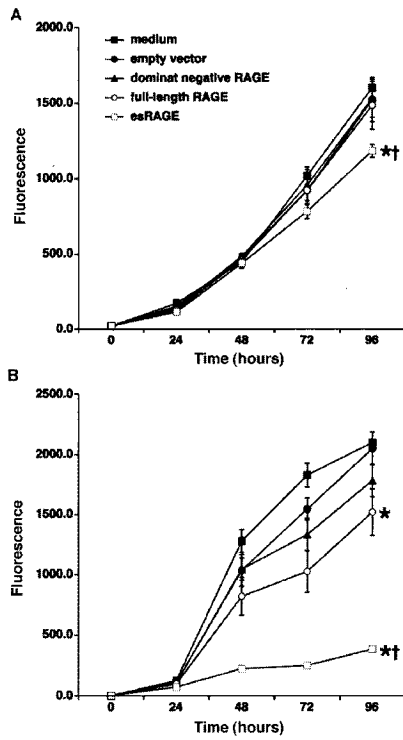 A
2000.0
medium
empty vector
dominat negative RAGE
full-length RAGE
esRAGE
1500.0
1000.0
500.0
0.0
Fluorescence
*†
0 24 48 72 96
Time (hours)
B
2500.0
2000.0
1500.0
1000.0
500.0
0.0
Fluorescence
*
*†
0 24 48 72 96
Time (hours)